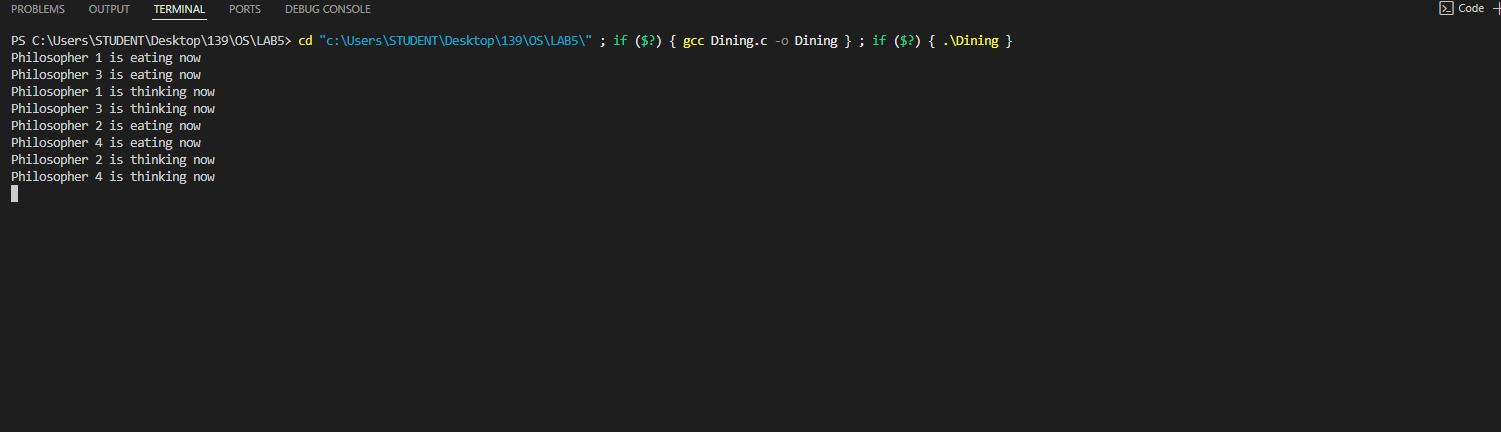 PROBLEMS OUTPUT TERMINAL PORTS DEBUG CONSOLE Code
PS C:\Users\STUDENT\Desktop\139\OS\LAB5> cd "c:\Users\STUDENT\Desktop\139\OS\LAB5\" ; if ($?) { gcc Dining.c -o Dining } ; if ($?) { .\Dining }
Philosopher 1 is eating now
Philosopher 3 is eating now
Philosopher 1 is thinking now
Philosopher 3 is thinking now
Philosopher 2 is eating now
Philosopher 4 is eating now
Philosopher 2 is thinking now
Philosopher 4 is thinking now